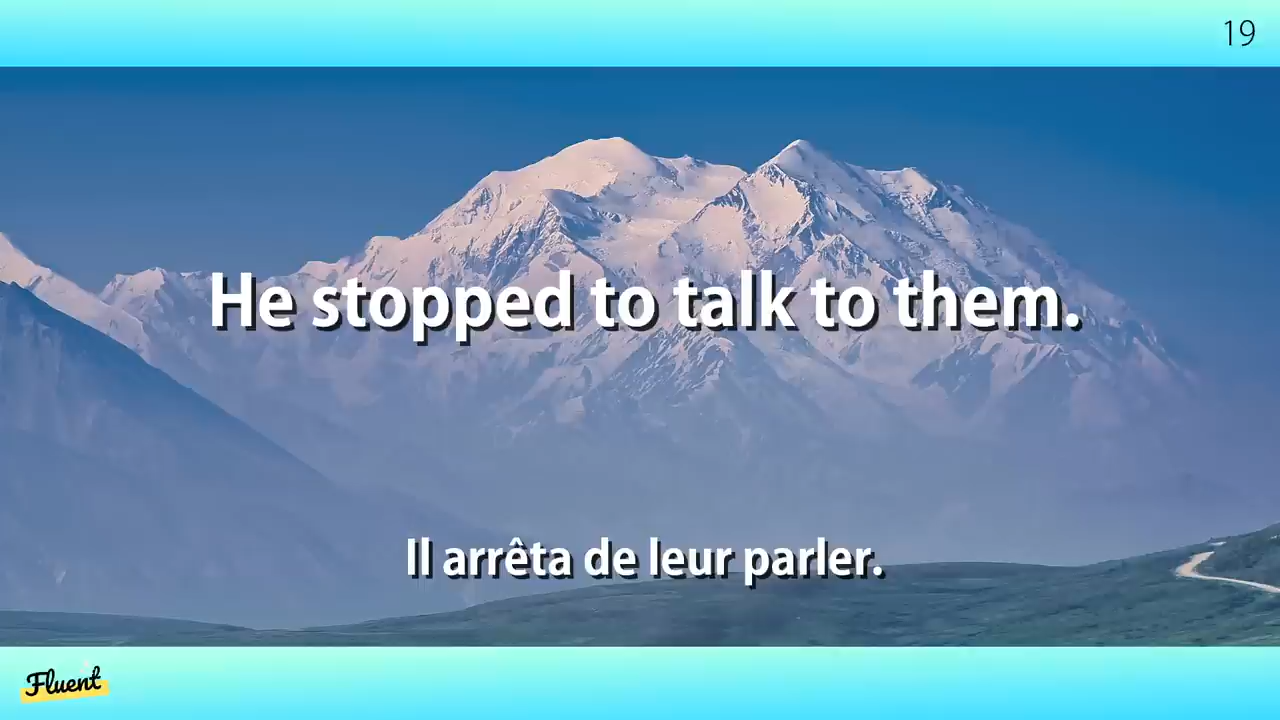 19
He stopped to talk to them.
Il arrêta de leur parler.
Fluent